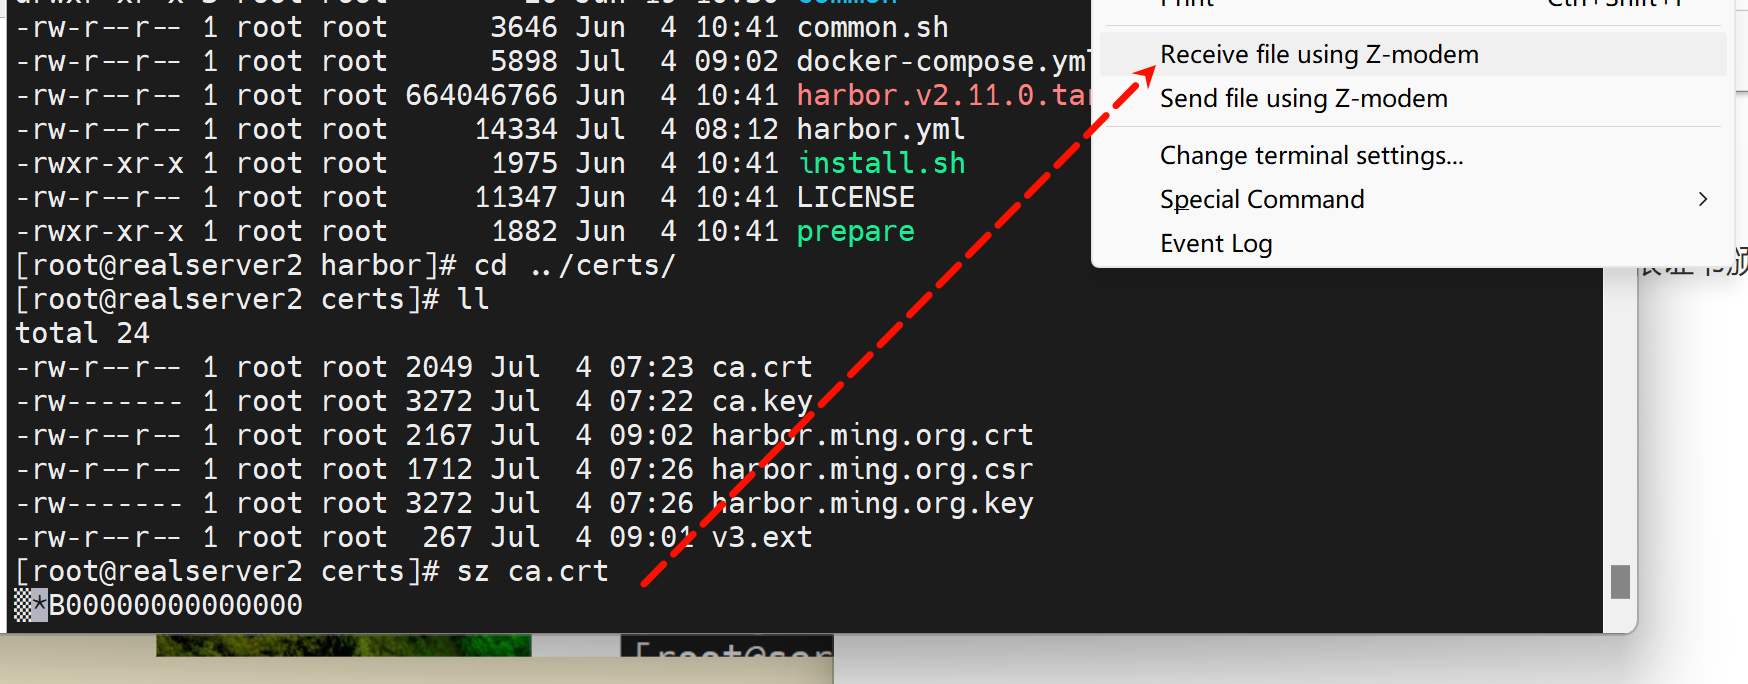 common
-rw-r--r-- 1 root root 3646 Jun 4 10:41 common.sh
-rw-r--r-- 1 root root 5898 Jul 4 09:02 docker-compose.yml
-rw-r--r-- 1 root root 664046766 Jun 4 10:41 harbor.v2.11.0.tar
-rw-r--r-- 1 root root 14334 Jul 4 08:12 harbor.yml
-rwxr-xr-x 1 root root 1975 Jun 4 10:41 install.sh
-rw-r--r-- 1 root root 11347 Jun 4 10:41 LICENSE
-rwxr-xr-x 1 root root 1882 Jun 4 10:41 prepare
[root@realserver2 harbor]# cd ../certs/
[root@realserver2 certs]# ll
total 24
-rw-r--r-- 1 root root 2049 Jul 4 07:23 ca.crt
-rw------- 1 root root 3272 Jul 4 07:22 ca.key
-rw-r--r-- 1 root root 2167 Jul 4 09:02 harbor.ming.org.crt
-rw-r--r-- 1 root root 1712 Jul 4 07:26 harbor.ming.org.csr
-rw------- 1 root root 3272 Jul 4 07:26 harbor.ming.org.key
-rw-r--r-- 1 root root 267 Jul 4 09:01 v3.ext
[root@realserver2 certs]# sz ca.crt
*B00000000000000
Print
Receive file using Z-modem
Send file using Z-modem
Change terminal settings...
Special Command
Event Log